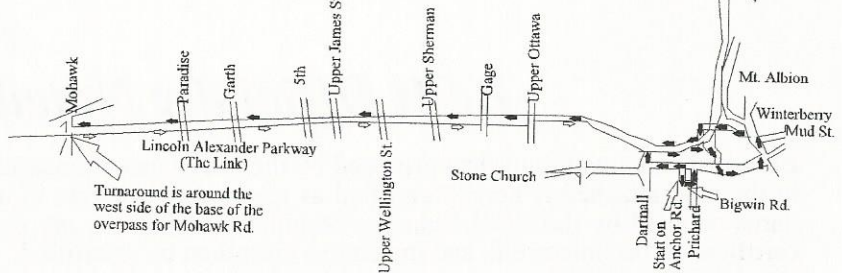 Mohawk
Paradise
Garth
5th
Upper James S
Upper Wellington St.
Upper Sherman
Gage
Upper Ottawa
Lincoln Alexander Parkway
(The Link)
Turnaround is around the
west side of the base of the
overpass for Mohawk Rd.
Stone Church
Dartnall
Start on
Anchor Rd.
Prichard
Bigwin Rd.
Mt. Albion
Winterberry
Mud St.